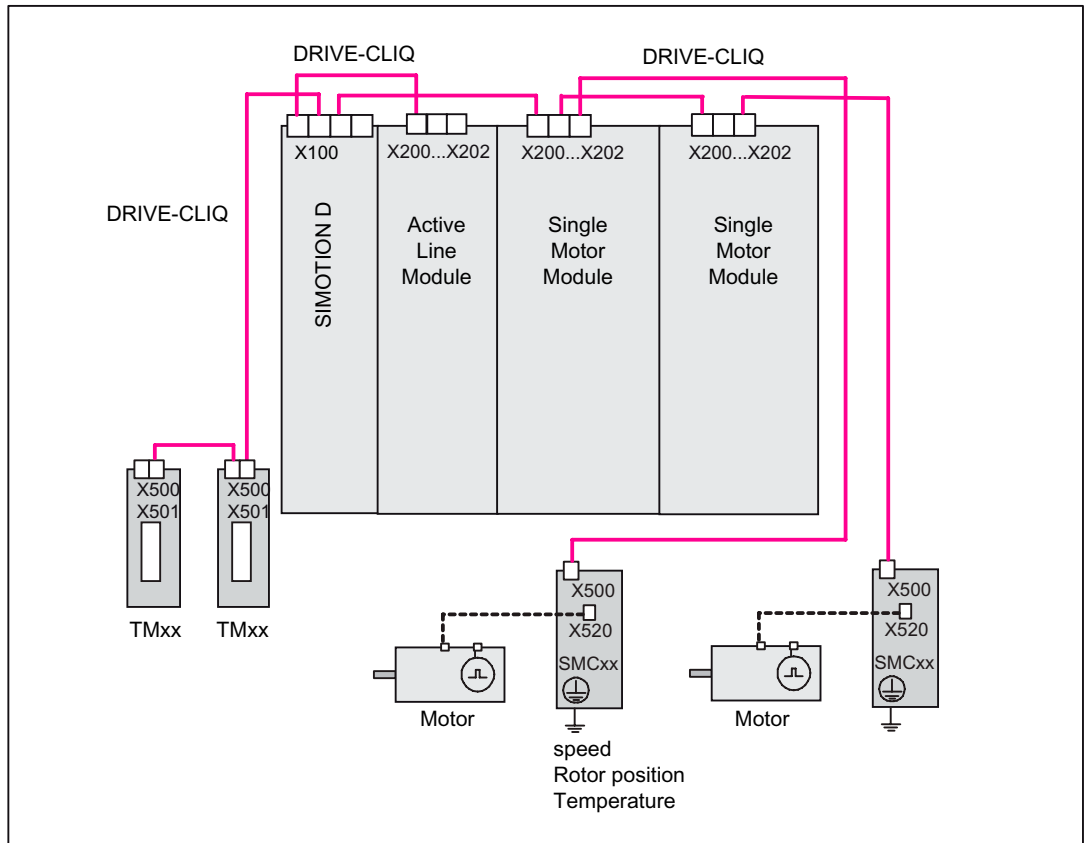 DRIVE-CLIQ
DRIVE-CLIQ
X100
X200...X202
X200...X202
X200...X202
DRIVE-CLIQ
SIMOTION D
Active
Line
Module
Single
Motor
Module
Single
Motor
Module
X500
X501
X500
X501
TMxx
TMxx
X500
X520
SMCxx
X500
X520
SMCxx
Motor
Motor
speed
Rotor position
Temperature